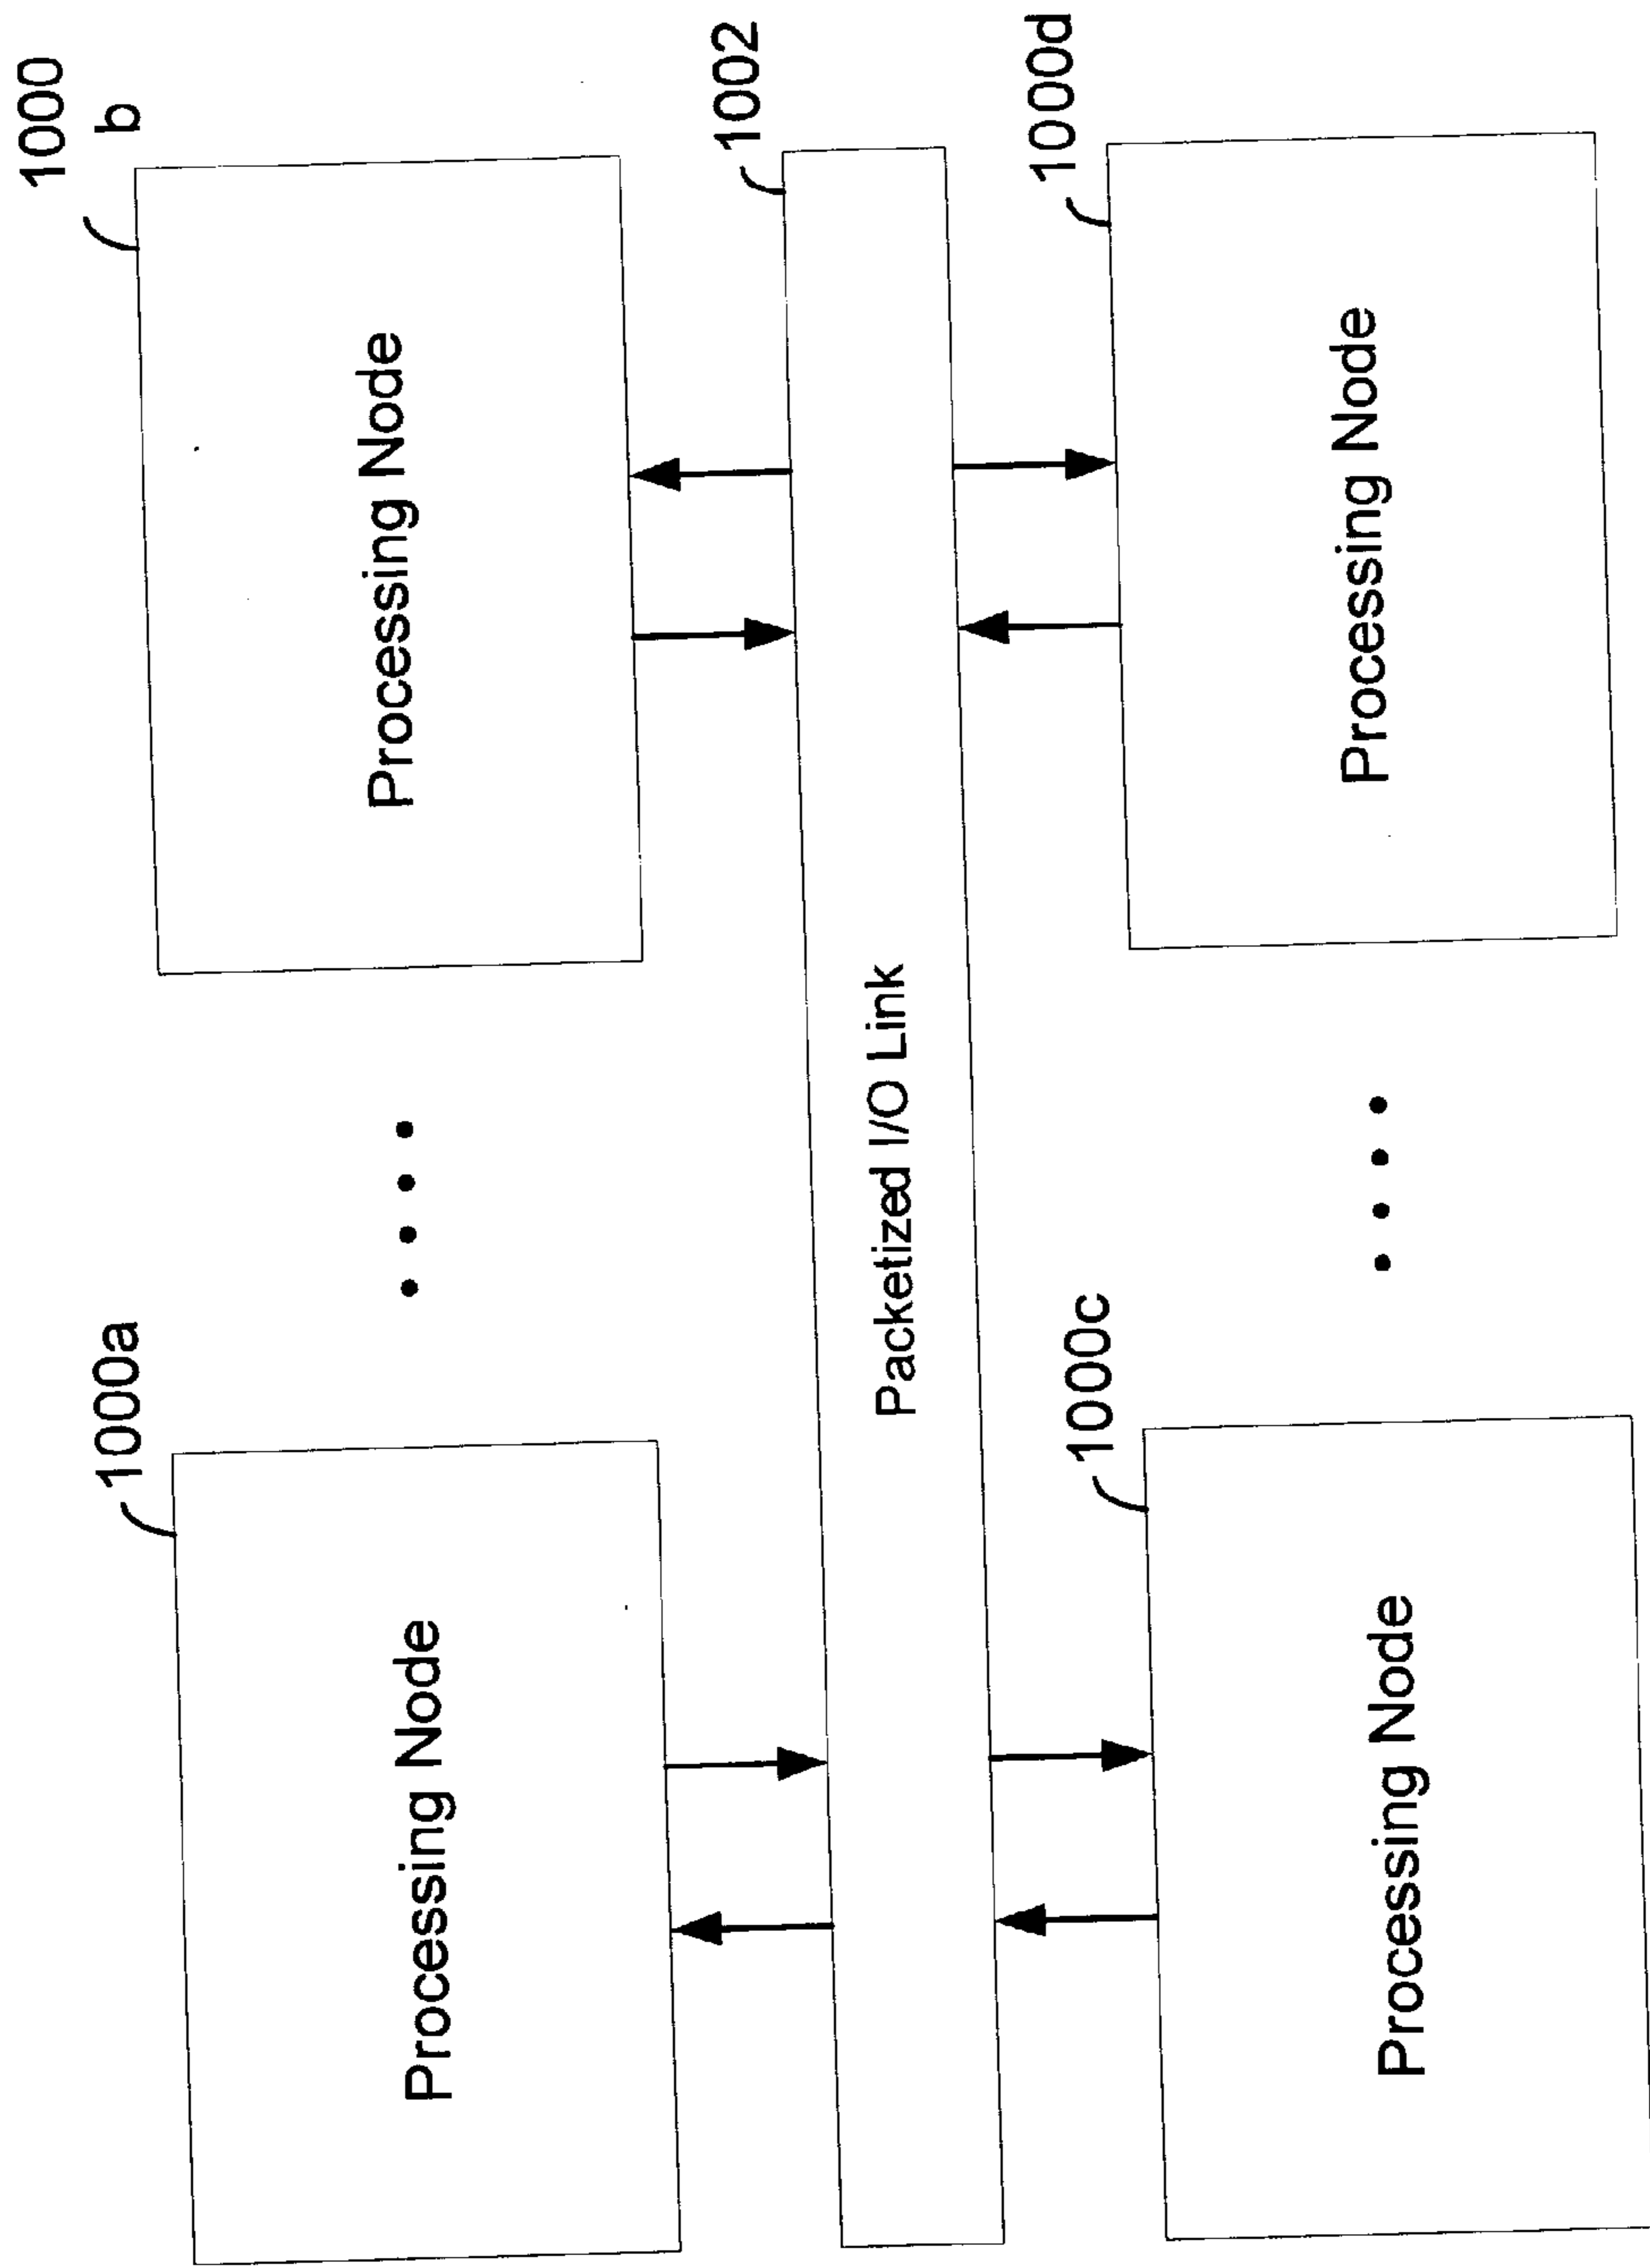 1000a
1000
b
Processing Node
Processing Node
1002
Packetized I/O Link
1000c
1000d
Processing Node
Processing Node